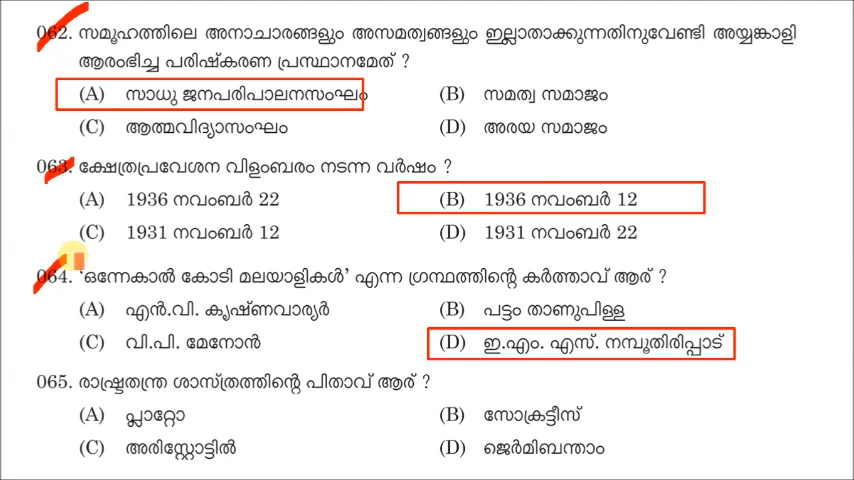 062. സമൂഹത്തിലെ അനാചാരങ്ങളും അസമത്വങ്ങളും ഇല്ലാതാക്കുന്നതിനുവേണ്ടി അയ്യങ്കാളി
ആരംഭിച്ച പരിഷ്കരണ പ്രസ്ഥാനമേത് ?
(A) സാധു ജനപരിപാലനസംഘം (B) സമത്വ സമാജം
(C) ആത്മവിദ്യാസംഘം (D) അരയ സമാജം
063. ക്ഷേത്രപ്രവേശന വിളംബരം നടന്ന വർഷം ?
(A) 1936 നവംബർ 22 (B) 1936 നവംബർ 12
(C) 1931 നവംബർ 12 (D) 1931 നവംബർ 22
064. ‘ഒന്നേകാൽ കോടി മലയാളികൾ’ എന്ന ഗ്രന്ഥത്തിന്റെ കർത്താവ് ആര് ?
(A) എൻ.വി. കൃഷ്ണവാര്യർ (B) പട്ടം താണുപിള്ള
(C) വി.പി. മേനോൻ (D) ഇ.എം. എസ്. നമ്പൂതിരിപ്പാട്
065. രാഷ്ട്രതന്ത്ര ശാസ്ത്രത്തിന്റെ പിതാവ് ആര് ?
(A) പ്ലാറ്റോ (B) സോക്രട്ടീസ്
(C) അരിസ്റ്റോട്ടിൽ (D) ജെർമിബന്താം